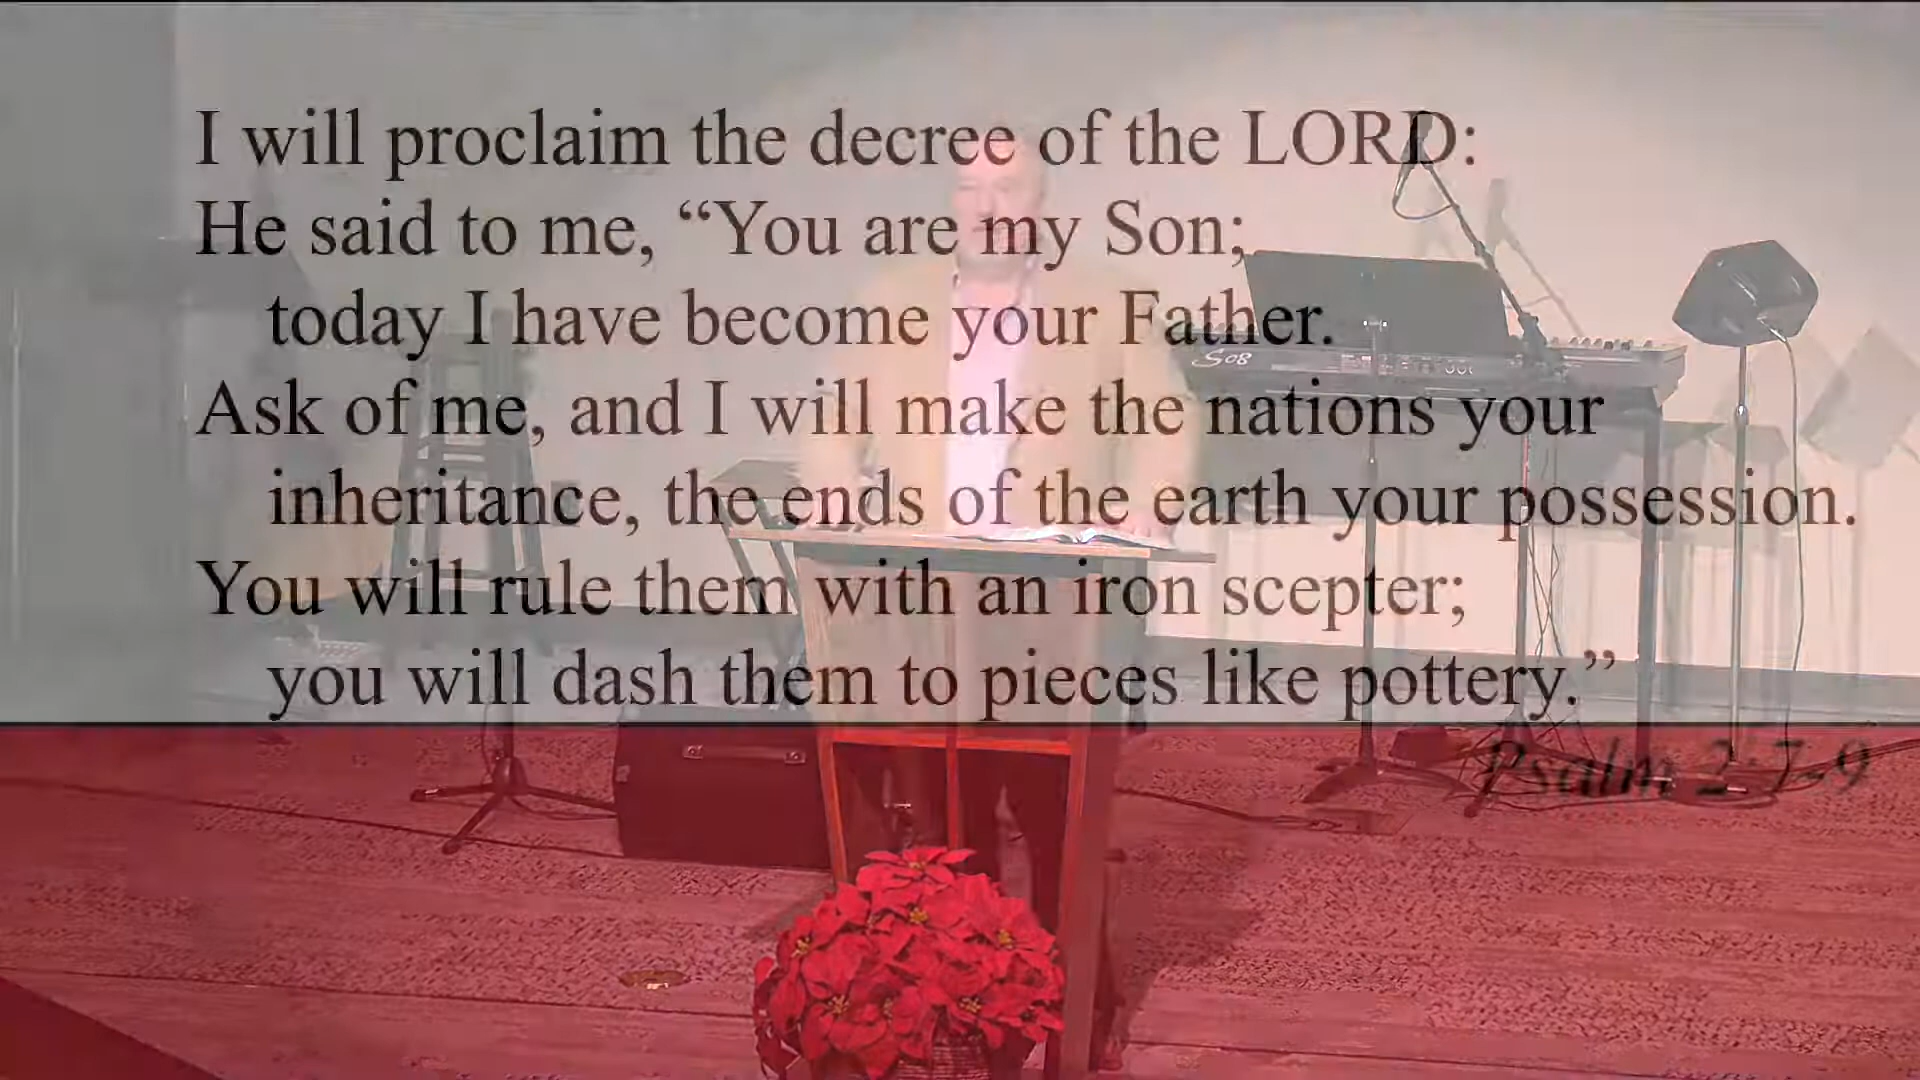 I will proclaim the decree of the LORD:
He said to me, “You are my Son;
today I have become your Father.
Ask of me, and I will make the nations your
inheritance, the ends of the earth your possession.
You will rule them with an iron scepter;
you will dash them to pieces like pottery.”
Psalm 2:7-9
S08